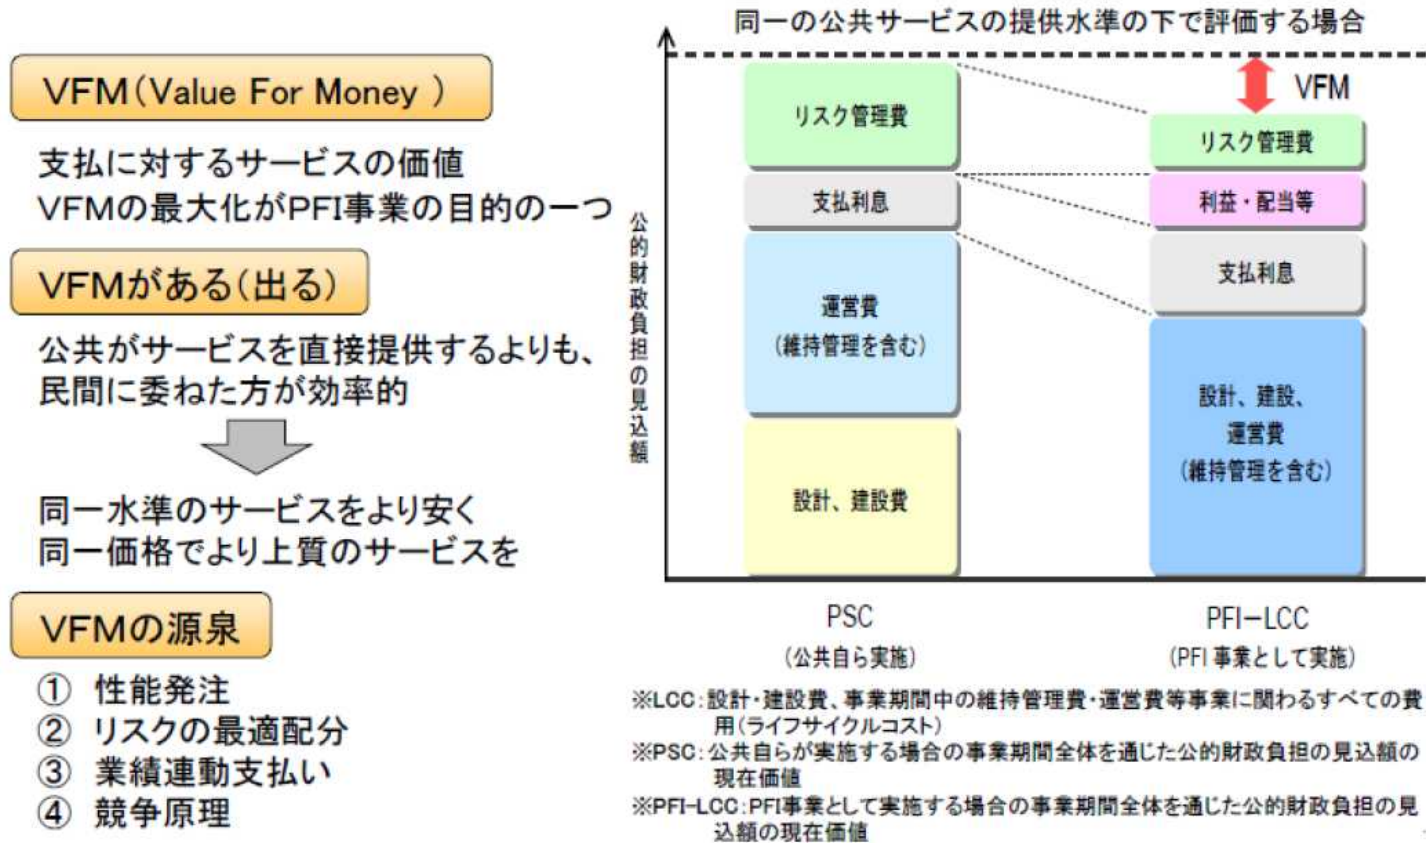 VFM(Value For Money )
支払に対するサービスの価値
VFMの最大化がPFI事業の目的の一つ
VFMがある(出る)
公共がサービスを直接提供するよりも、
民間に委ねた方が効率的
同一水準のサービスをより安く
同一価格でより上質のサービスを
VFMの源泉
① 性能発注
② リスクの最適配分
③ 業績連動支払い
④ 競争原理
同一の公共サービスの提供水準の下で評価する場合
公的財政負担の見込額
VFM
リスク管理費
支払利息
運営費
(維持管理を含む)
設計、建設費
リスク管理費
利益・配当等
支払利息
設計、建設、
運営費
(維持管理を含む)
PSC
(公共自ら実施)
PFI−LCC
(PFI 事業として実施)
※LCC:設計・建設費、事業期間中の維持管理費・運営費等事業に関わるすべての費
用(ライフサイクルコスト)
※PSC:公共自らが実施する場合の事業期間全体を通じた公的財政負担の見込額の
現在価値
※PFI-LCC:PFI事業として実施する場合の事業期間全体を通じた公的財政負担の見
込額の現在価値